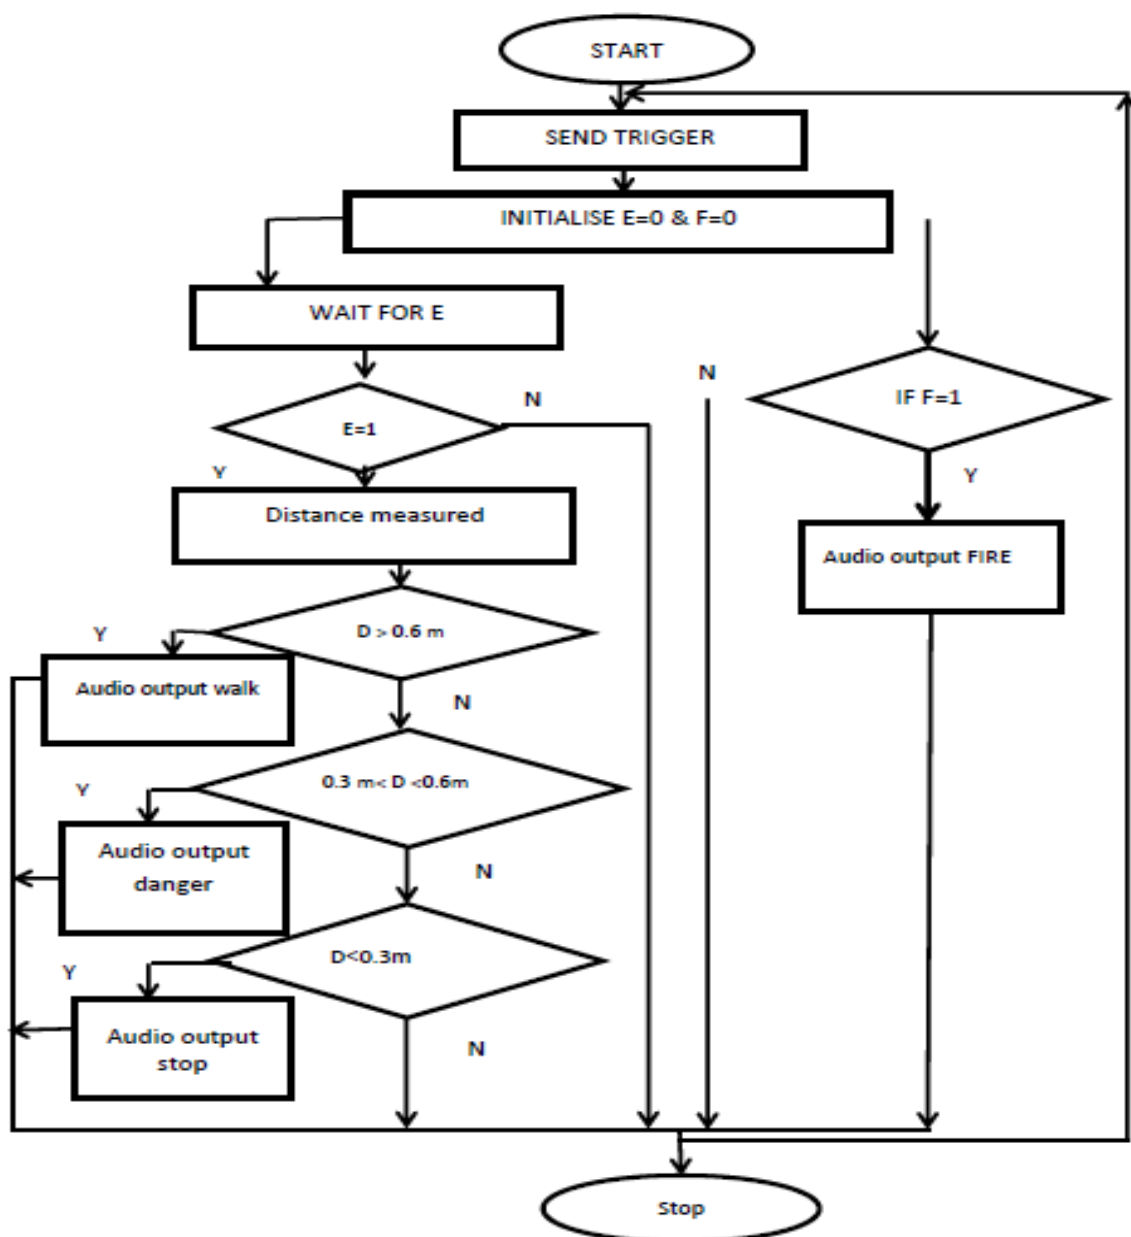 START
SEND TRIGGER
INITIALISE E=0 & F=0
WAIT FOR E
N
IF F=1
N
E=1
Y
Y
Distance measured
Audio output FIRE
D > 0.6 m
Y
Audio output walk
N
0.3 m< D <0.6m
Y
Audio output
danger
N
D<0.3m
Y
Audio output
stop
N
Stop